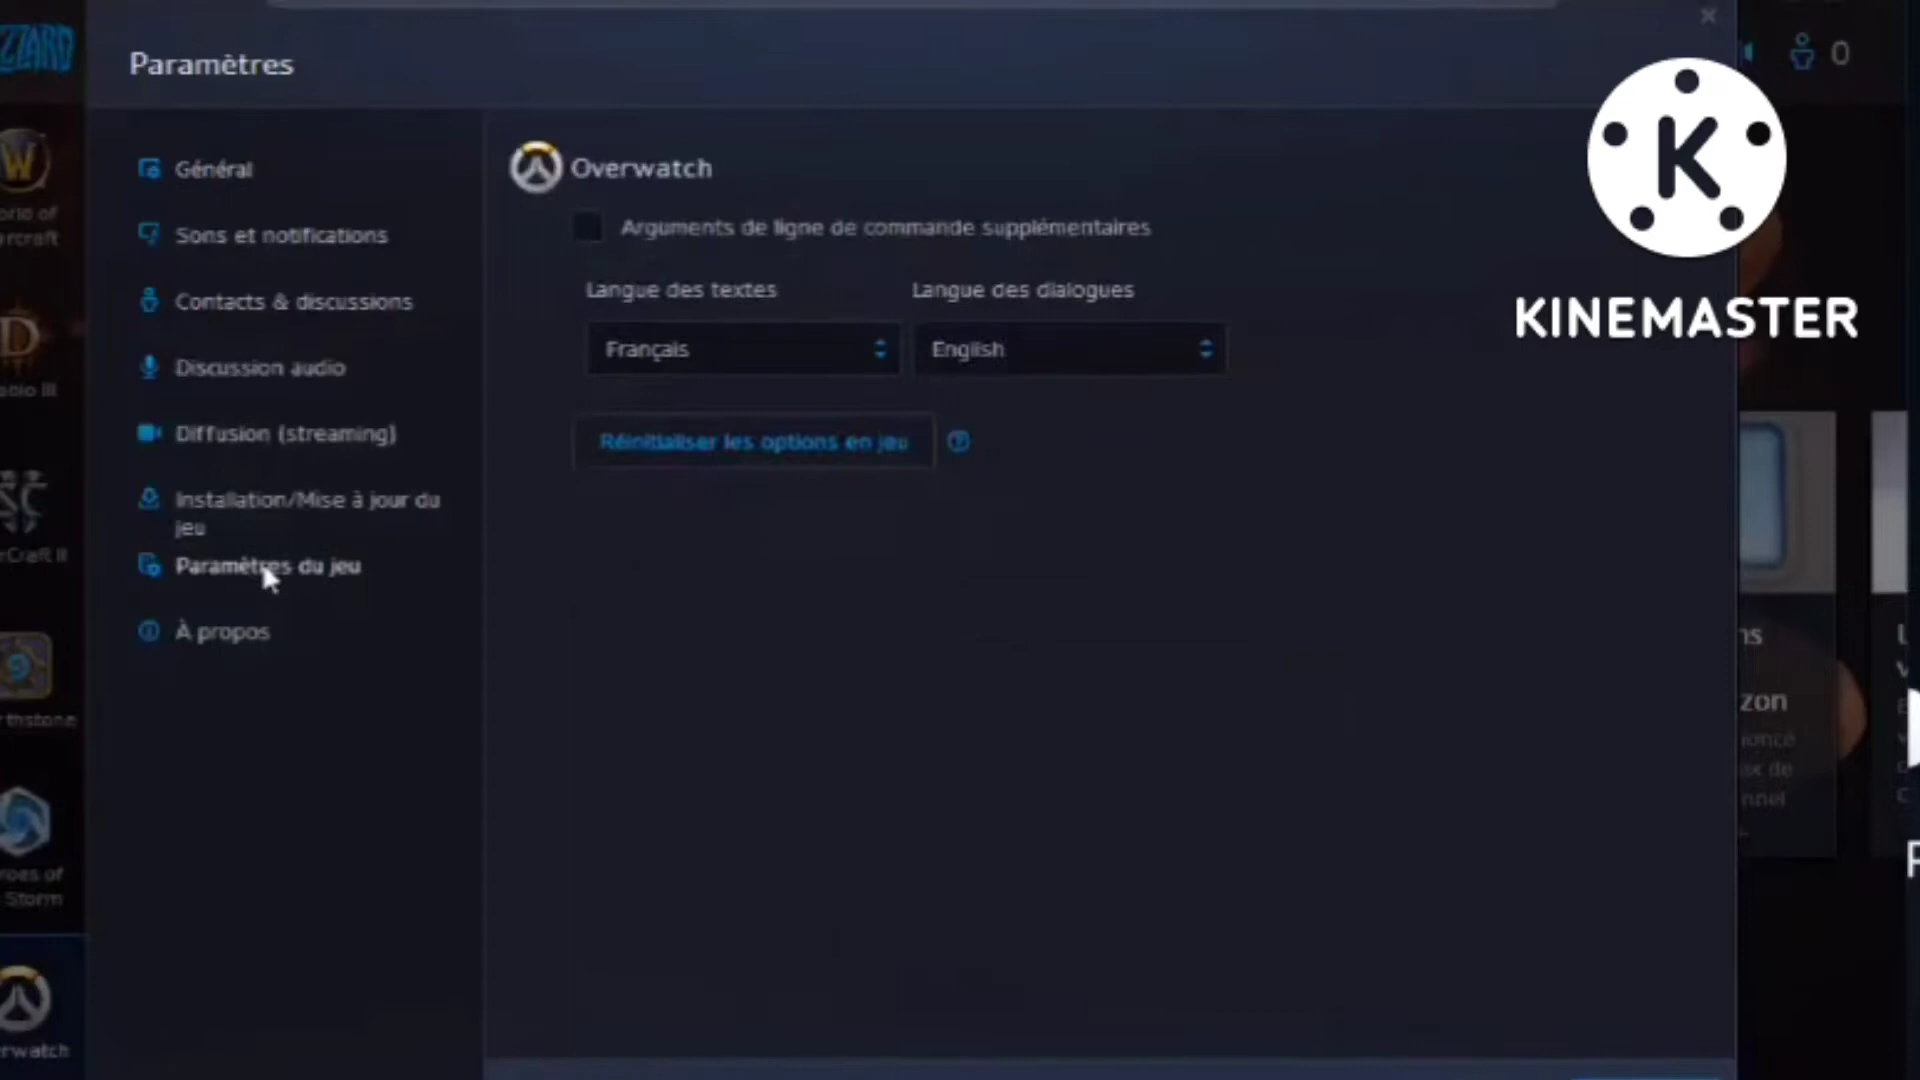 Paramètres
0
KINEMASTER
Général
Sons et notifications
Contacts & discussions
Discussion audio
Diffusion (streaming)
Installation/Mise à jour du
jeu
Paramètres du jeu
À propos
Overwatch
Arguments de ligne de commande supplémentaires
Langue des textes
Langue des dialogues
Français
English
Réinitialiser les options en jeu
Storm